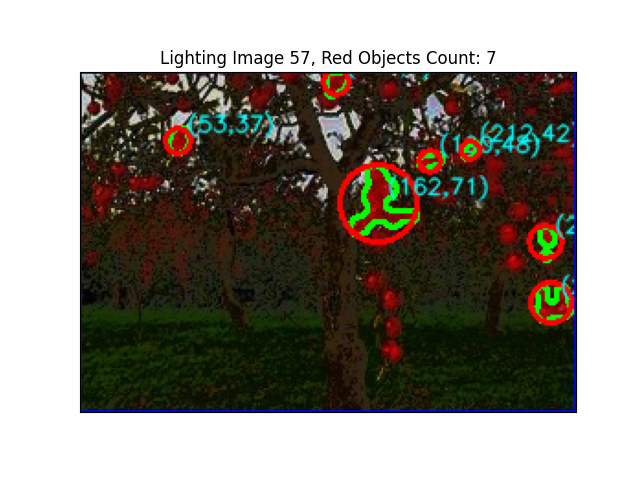 Lighting Image 57, Red Objects Count: 7
(53,37)
(212,42)
(162,71)